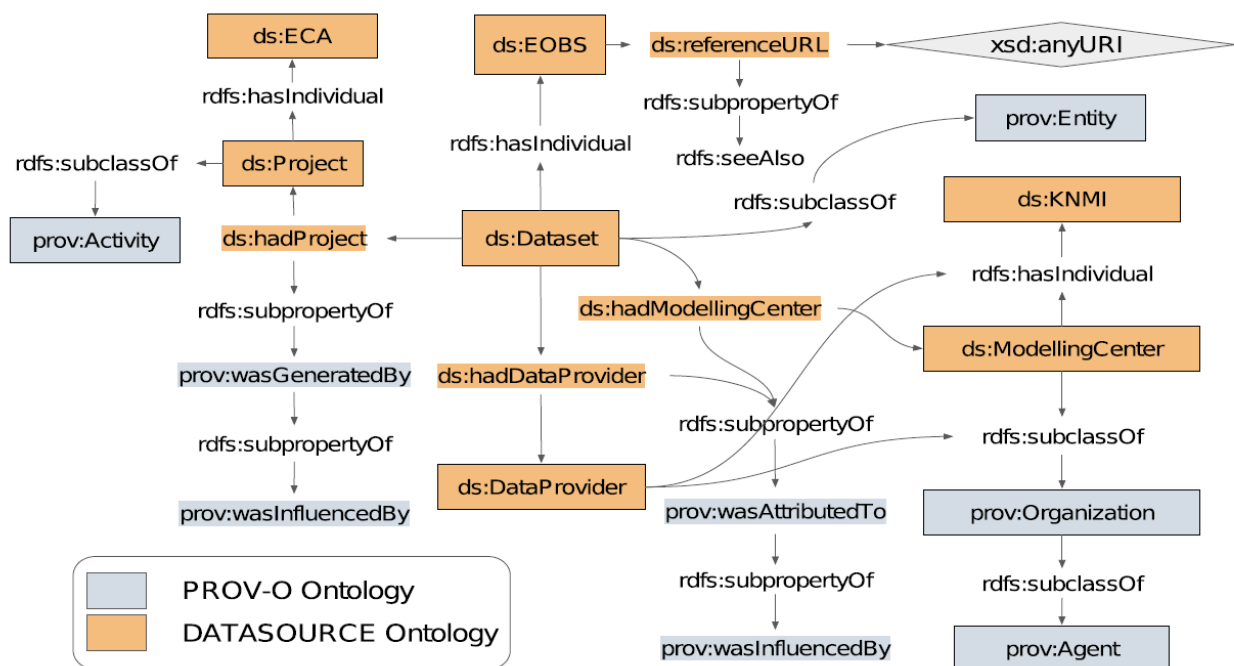 ds:ECA
ds:EOBS
ds:referenceURL
xsd:anyURI
rdfs:hasIndividual
rdfs:subpropertyOf
prov:Entity
rdfs:hasIndividual
rdfs:subclassOf
ds:Project
rdfs:seeAlso
rdfs:subclassOf
ds:KNMI
prov:Activity
ds:hadProject
ds:Dataset
rdfs:hasIndividual
rdfs:subpropertyOf
ds:hadModellingCenter
ds:ModellingCenter
prov:wasGeneratedBy
ds:hadDataProvider
rdfs:subpropertyOf
rdfs:subpropertyOf
rdfs:subclassOf
ds:DataProvider
prov:wasInfluencedBy
prov:wasAttributedTo
prov:Organization
rdfs:subpropertyOf
rdfs:subclassOf
PROV-O Ontology
DATASOURCE Ontology
prov:wasInfluencedBy
prov:Agent